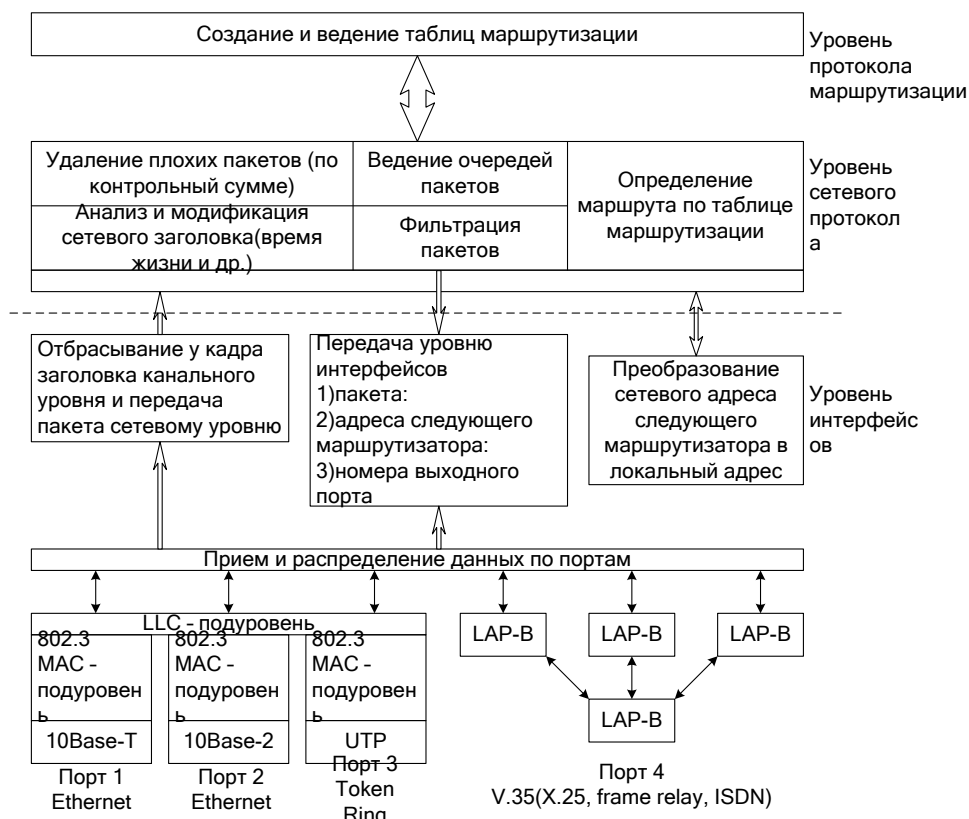 Создание и ведение таблиц маршрутизации
Уровень
протокола
маршрутизации
Удаление плохих пакетов (по
контрольный сумме)
Ведение очередей
пакетов
Определение
маршрута по таблице
маршрутизации
Уровень
сетевого
протокол
а
Анализ и модификация
сетевого заголовка(время
жизни и др.)
Фильтрация
пакетов
Отбрасывание у кадра
заголовка канального
уровня и передача
пакета сетевому уровню
Передача уровню
интерфейсов
1)пакета:
2)адреса следующего
маршрутизатора:
3)номера выходного
порта
Преобразование
сетевого адреса
следующего
маршрутизатора в
локальный адрес
Уровень
интерфейс
ов
Прием и распределение данных по портам
LLC – подуровень
802.3
MAC –
подуровен
ь
802.3
MAC –
подуровен
ь
802.3
MAC –
подуровен
ь
LAP-B
LAP-B
LAP-B
LAP-B
10Base-T
10Base-2
UTP
Порт 1
Ethernet
Порт 2
Ethernet
Порт 3
Token
Ring
Порт 4
V.35(X.25, frame relay, ISDN)